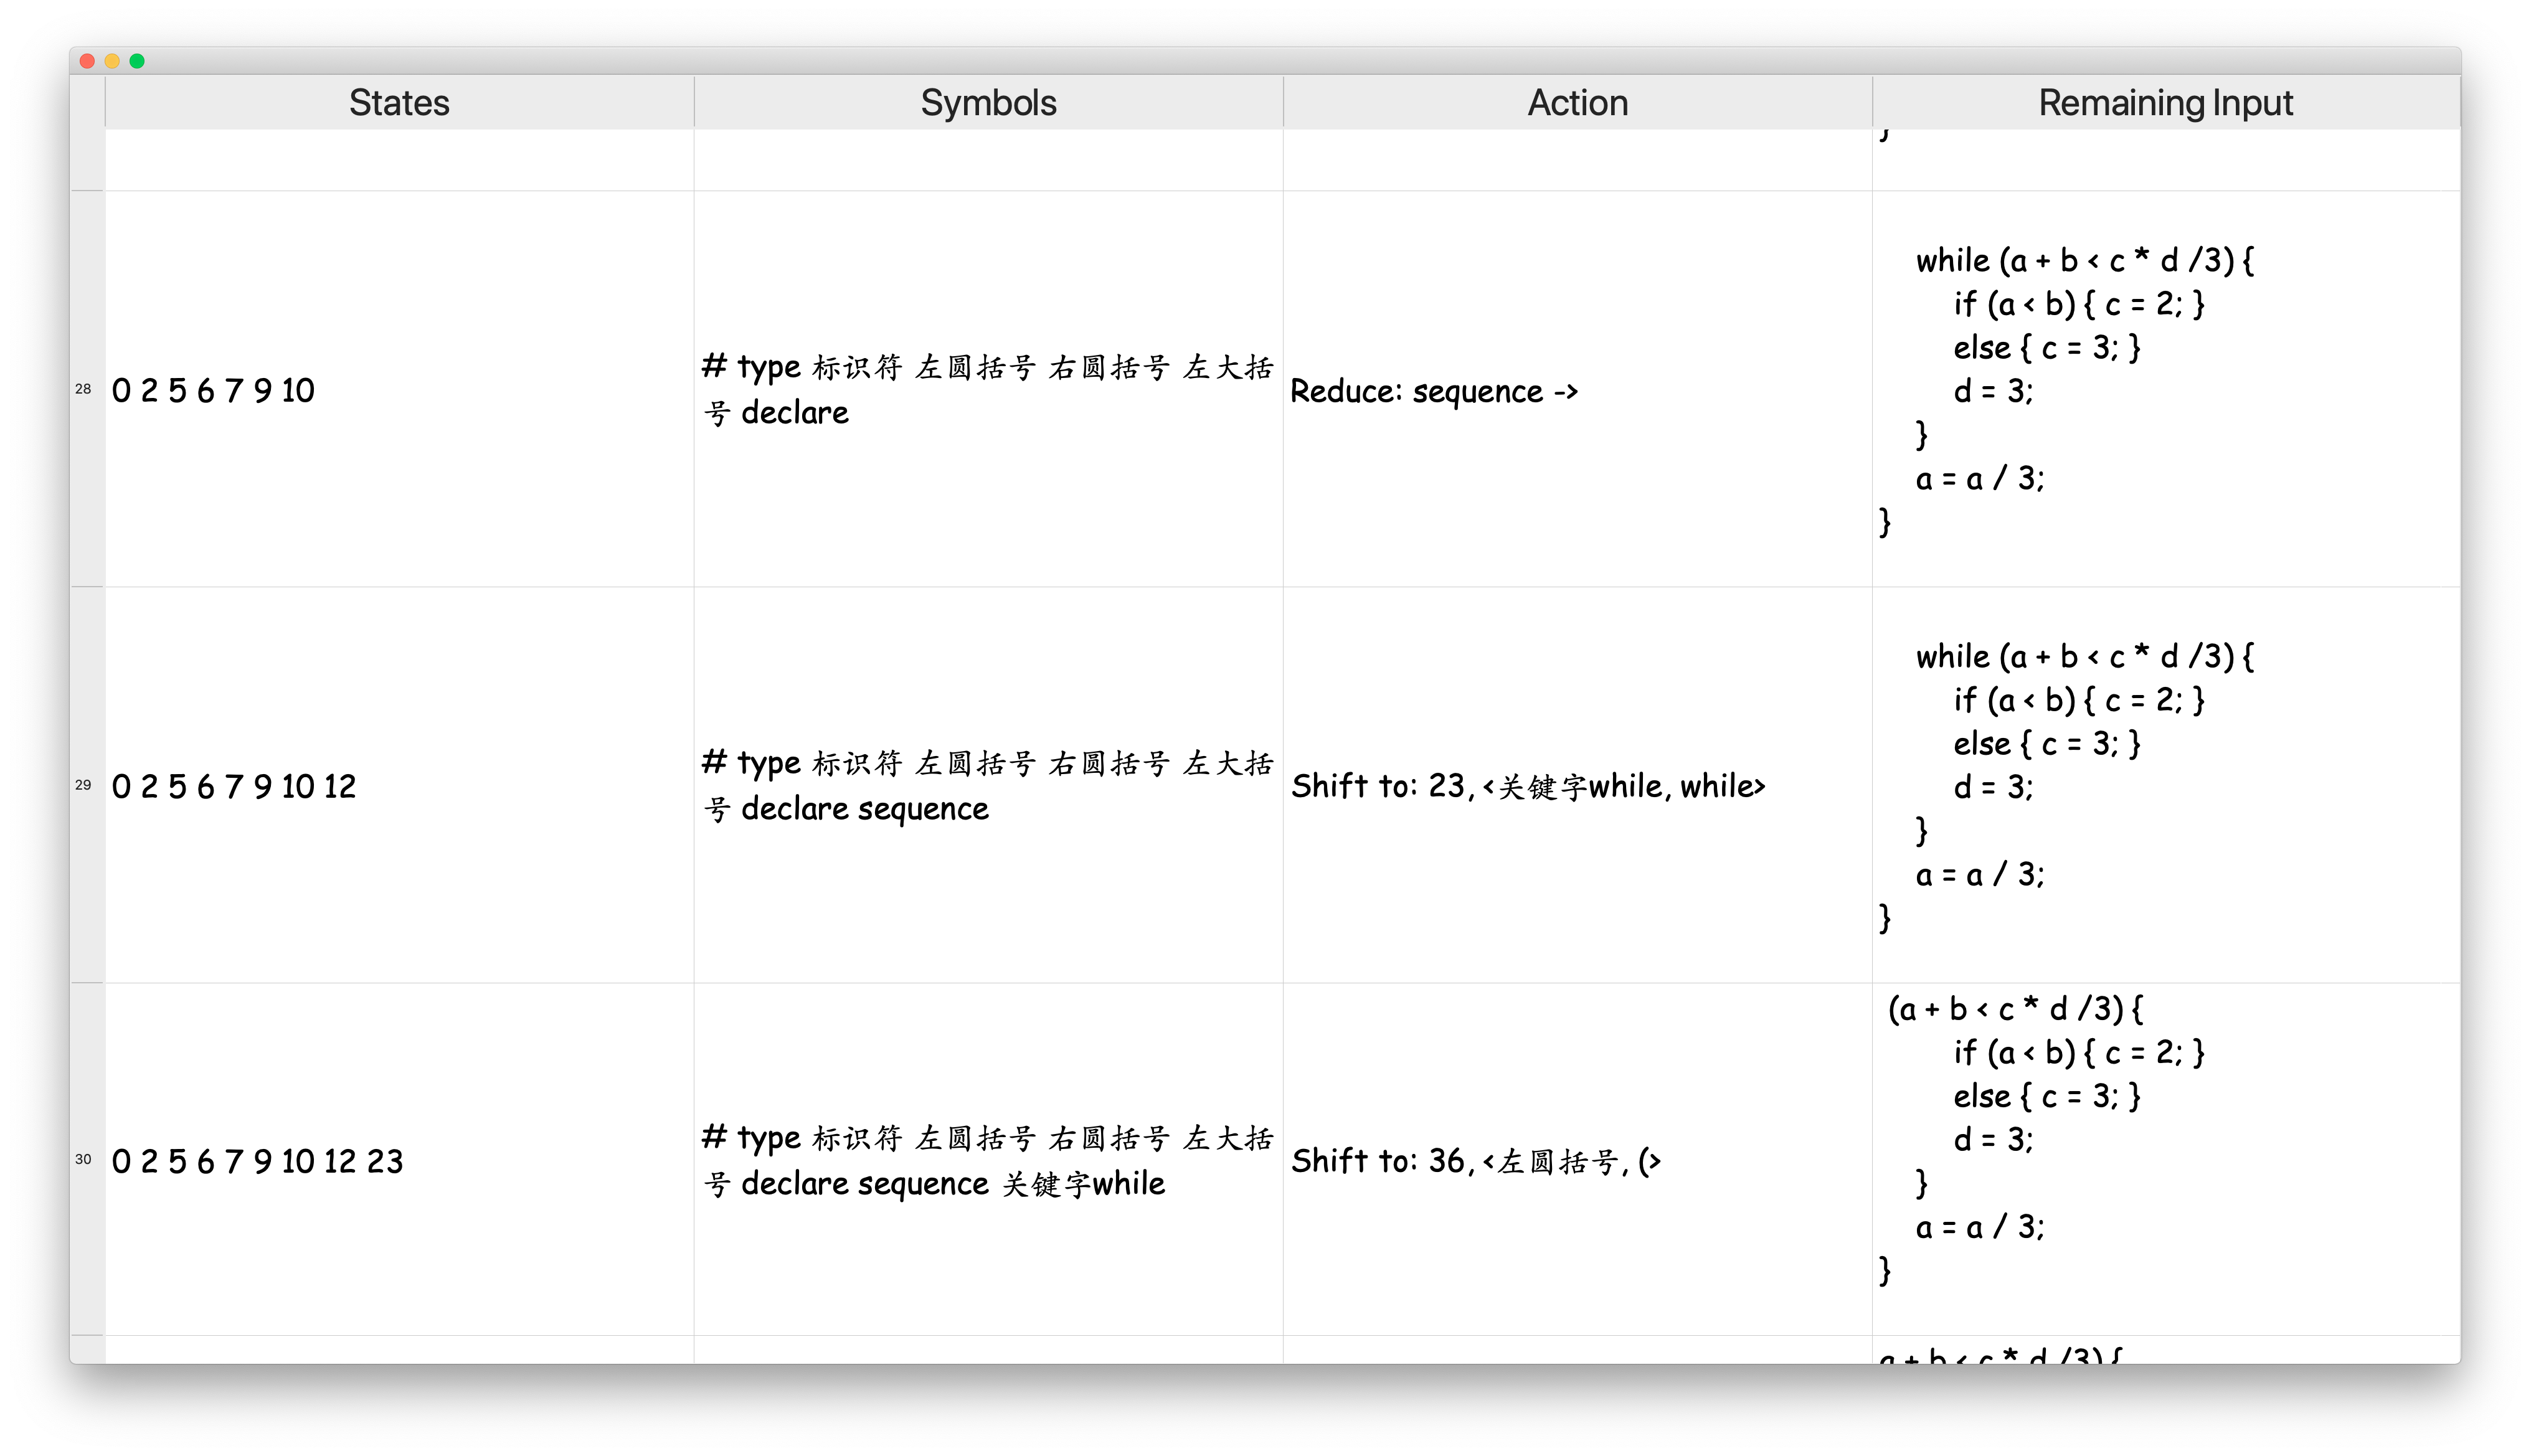 States Symbols Action Remaining Input
}
28 0 2 5 6 7 9 10
# type 标识符 左圆括号 右圆括号 左大括
号 declare
Reduce: sequence ->
while (a + b < c * d /3) {
if (a < b) { c = 2; }
else { c = 3; }
d = 3;
}
a = a / 3;
}
29 0 2 5 6 7 9 10 12
# type 标识符 左圆括号 右圆括号 左大括
号 declare sequence
Shift to: 23, <关键字while, while>
while (a + b < c * d /3) {
if (a < b) { c = 2; }
else { c = 3; }
d = 3;
}
a = a / 3;
}
30 0 2 5 6 7 9 10 12 23
# type 标识符 左圆括号 右圆括号 左大括
号 declare sequence 关键字while
Shift to: 36, <左圆括号, (>
(a + b < c * d /3) {
if (a < b) { c = 2; }
else { c = 3; }
d = 3;
}
a = a / 3;
}
a + b < c * d /3) {